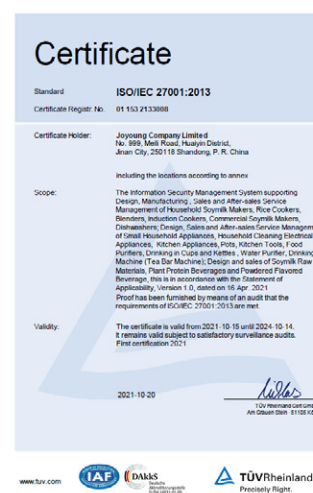 Certificate
Standard ISO/IEC 27001:2013
Certificate Registr. No. 01 153 2133008
Certificate Holder: Joyoung Company Limited
No. 999, Meili Road, Huaiyin District,
Jinan City, 250118 Shandong, P. R. China
including the locations according to annex
Scope: The Information Security Management System supporting
Design, Manufacturing , Sales and After-sales Service
Management of Household Soymilk Makers, Rice Cookers,
Blenders, Induction Cookers, Commercial Soymilk Makers,
Dishwashers; Design, Sales and After-sales Service Managem
of Small Household Appliances, Household Cleaning Electrical
Appliances, Kitchen Appliances, Pots, Kitchen Tools, Food
Purifiers, Drinking in Cups and Kettles , Water Purifier, Drinking
Machine (Tea Bar Machine); Design and sales of Soymilk Raw
Materials, Plant Protein Beverages and Powdered Flavored
Beverage, this is in accordance with the Statement of
Applicability, Version 1.0, dated on 16 Apr. 2021
Proof has been furnished by means of an audit that the
requirements of ISO/IEC 27001:2013 are met.
Validity: The certificate is valid from 2021-10-15 until 2024-10-14.
It remains valid subject to satisfactory surveillance audits.
First certification 2021
2021-10-20
TÜV Rheinland Cert Gmb
Am Grauen Stein · 51105 Kö
www.tuv.com
IAF
DAkkS
Deutsche
Akkreditierungsstelle
TÜVRheinland
Precisely Right.